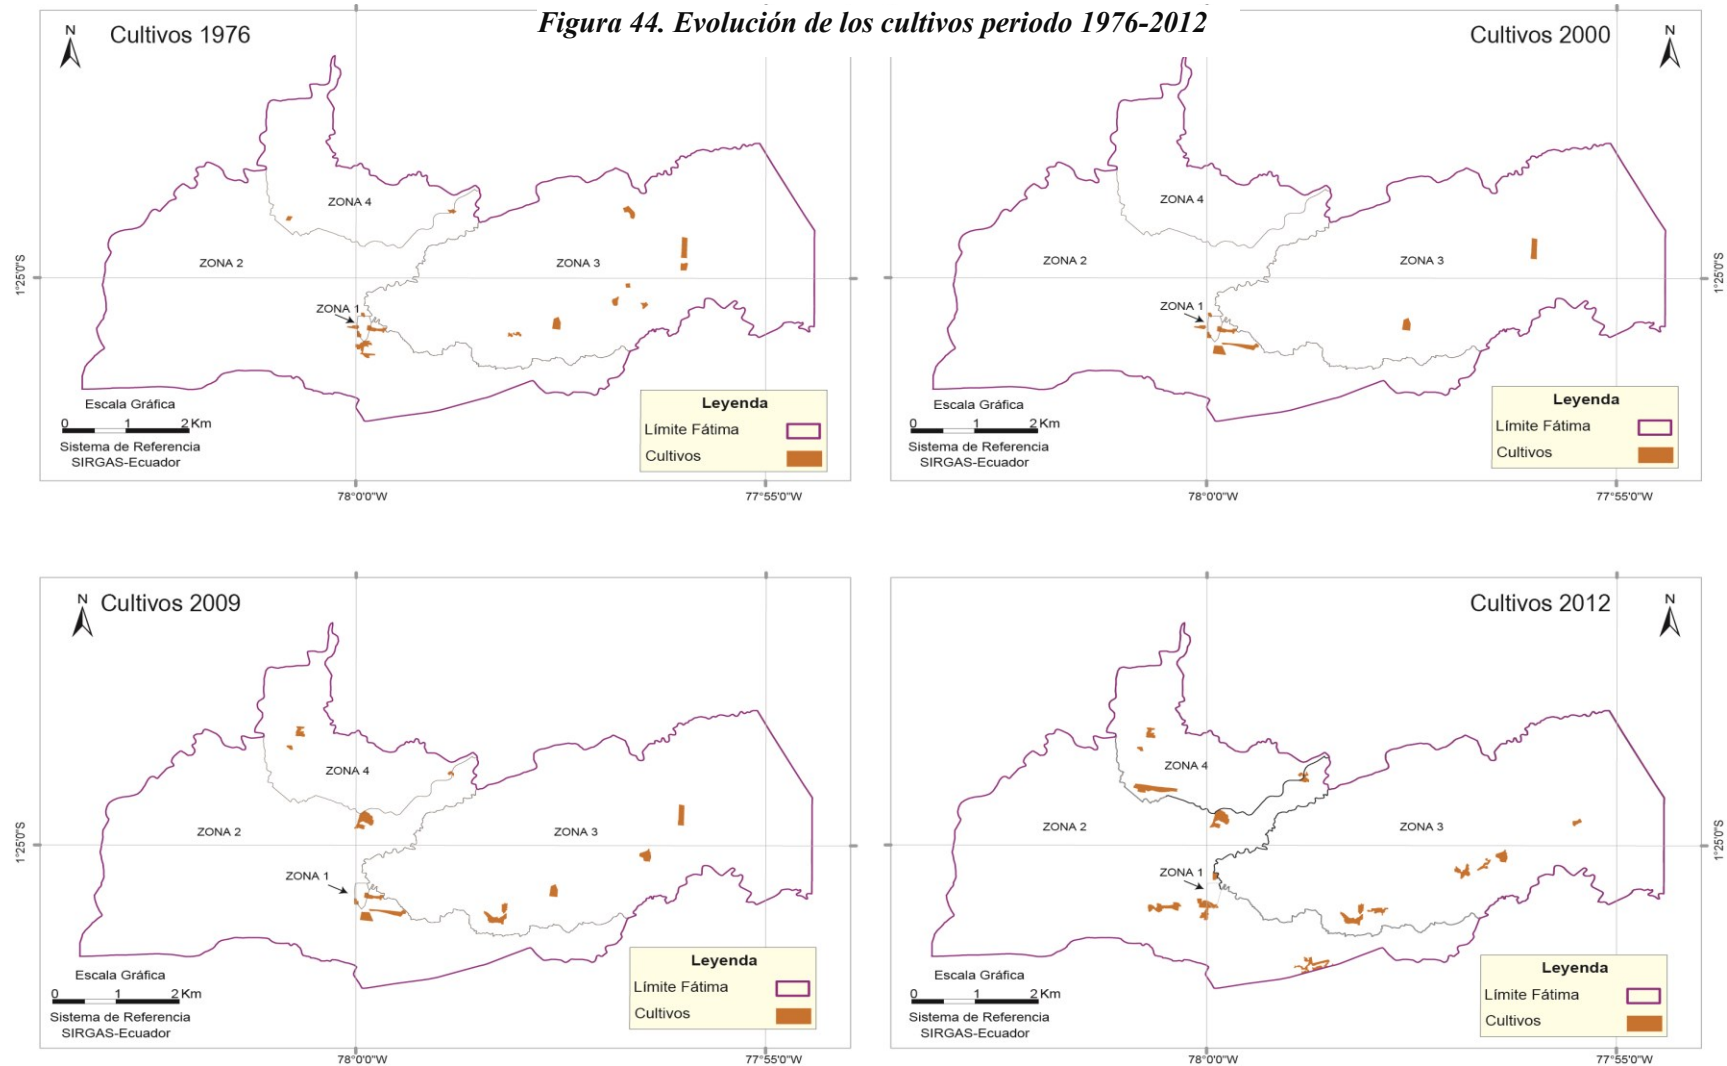 Figura 44. Evolución de los cultivos periodo 1976-2012
N
Cultivos 1976
ZONA 4
ZONA 2
ZONA 3
ZONA 1
1°25'0"S
Escala Gráfica
0 1 2 Km
Sistema de Referencia
SIRGAS-Ecuador
Leyenda
Límite Fátima
Cultivos
78°0'0"W
77°55'0"W
Cultivos 2000
N
ZONA 4
ZONA 2
ZONA 3
ZONA 1
1°25'0"S
Escala Gráfica
0 1 2 Km
Sistema de Referencia
SIRGAS-Ecuador
Leyenda
Límite Fátima
Cultivos
78°0'0"W
77°55'0"W
N
Cultivos 2009
ZONA 4
ZONA 2
ZONA 3
ZONA 1
1°25'0"S
Escala Gráfica
0 1 2 Km
Sistema de Referencia
SIRGAS-Ecuador
Leyenda
Límite Fátima
Cultivos
78°0'0"W
77°55'0"W
Cultivos 2012
N
ZONA 4
ZONA 2
ZONA 3
ZONA 1
1°25'0"S
Escala Gráfica
0 1 2 Km
Sistema de Referencia
SIRGAS-Ecuador
Leyenda
Límite Fátima
Cultivos
78°0'0"W
77°55'0"W